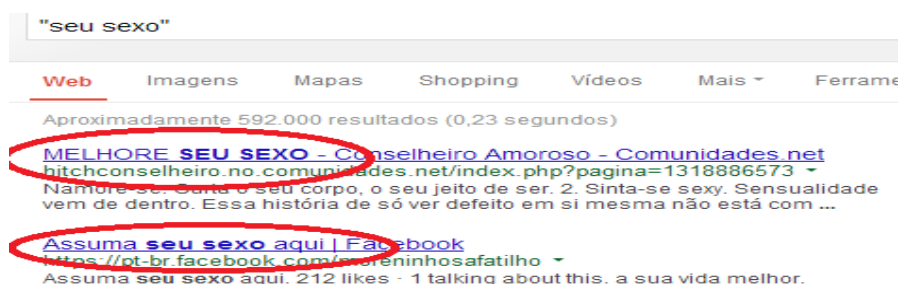 "seu sexo"
Web Imagens Mapas Shopping Vídeos Mais Ferrame
Aproximadamente 592.000 resultados (0,23 segundos)
MELHORE SEU SEXO - Conselheiro Amoroso - Comunidades.net
hitchconselheiro.no.comunidades.net/index.php?pagina=1318886573
Namore-se. Curta o seu corpo, o seu jeito de ser. 2. Sinta-se sexy. Sensualidade
vem de dentro. Essa história de só ver defeito em si mesma não está com ...
Assuma seu sexo aqui | Facebook
https://pt-br.facebook.com/moreninhosafatilho
Assuma seu sexo aqui. 212 likes · 1 talking about this. a sua vida melhor.